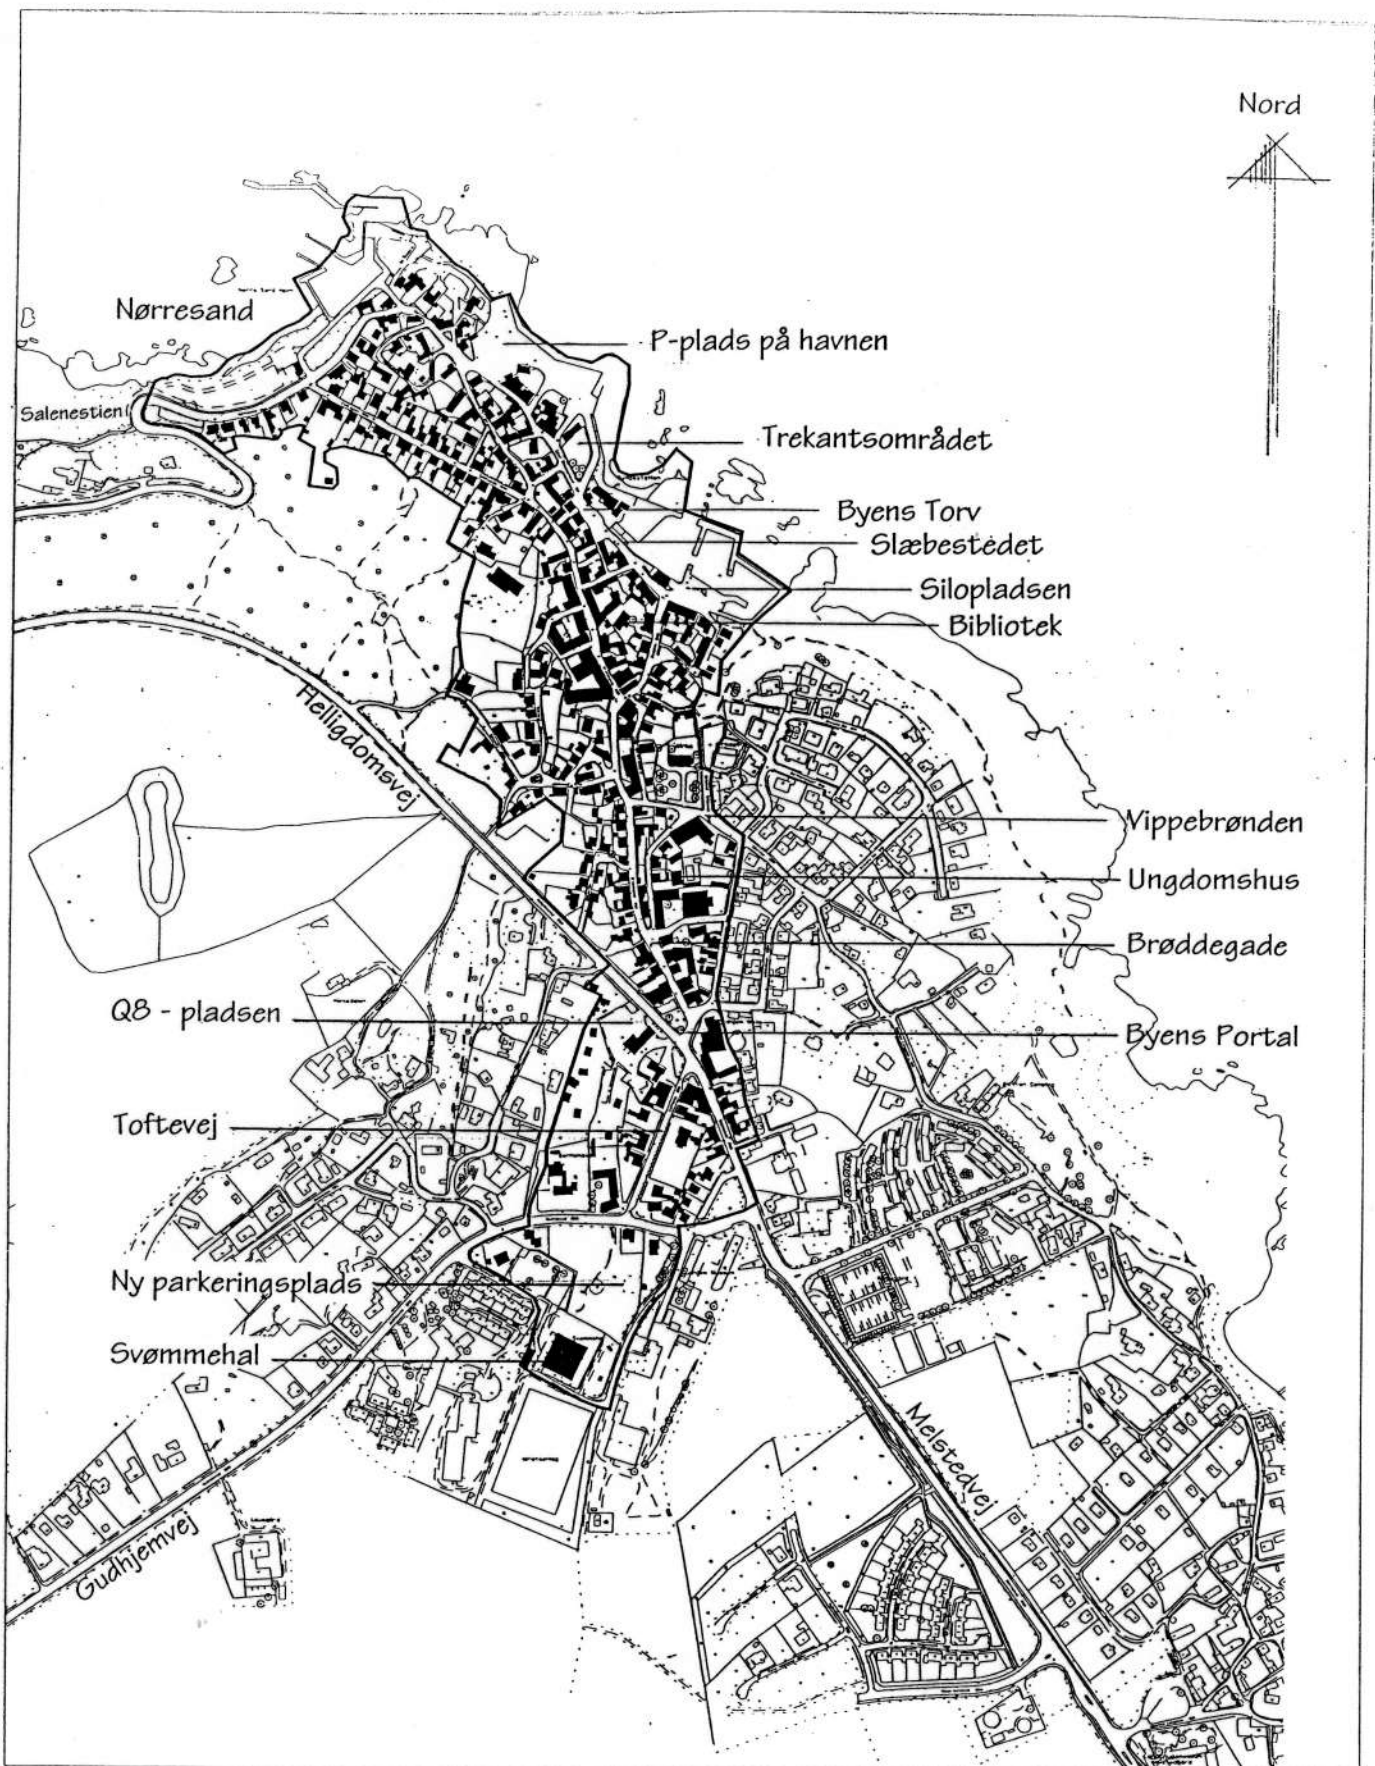 Nord
Nørresand
P-plads på havnen
Salenestien
Trekantsområdet
Byens Torv
Slæbestedet
Silopladsen
Bibliotek
Helligdomsvej
Vippebrønden
Ungdomshus
Brøddegade
Q8 - pladsen
Byens Portal
Toftevej
Ny parkeringsplads
Svømmehal
Melstedvej
Gudhjemvej